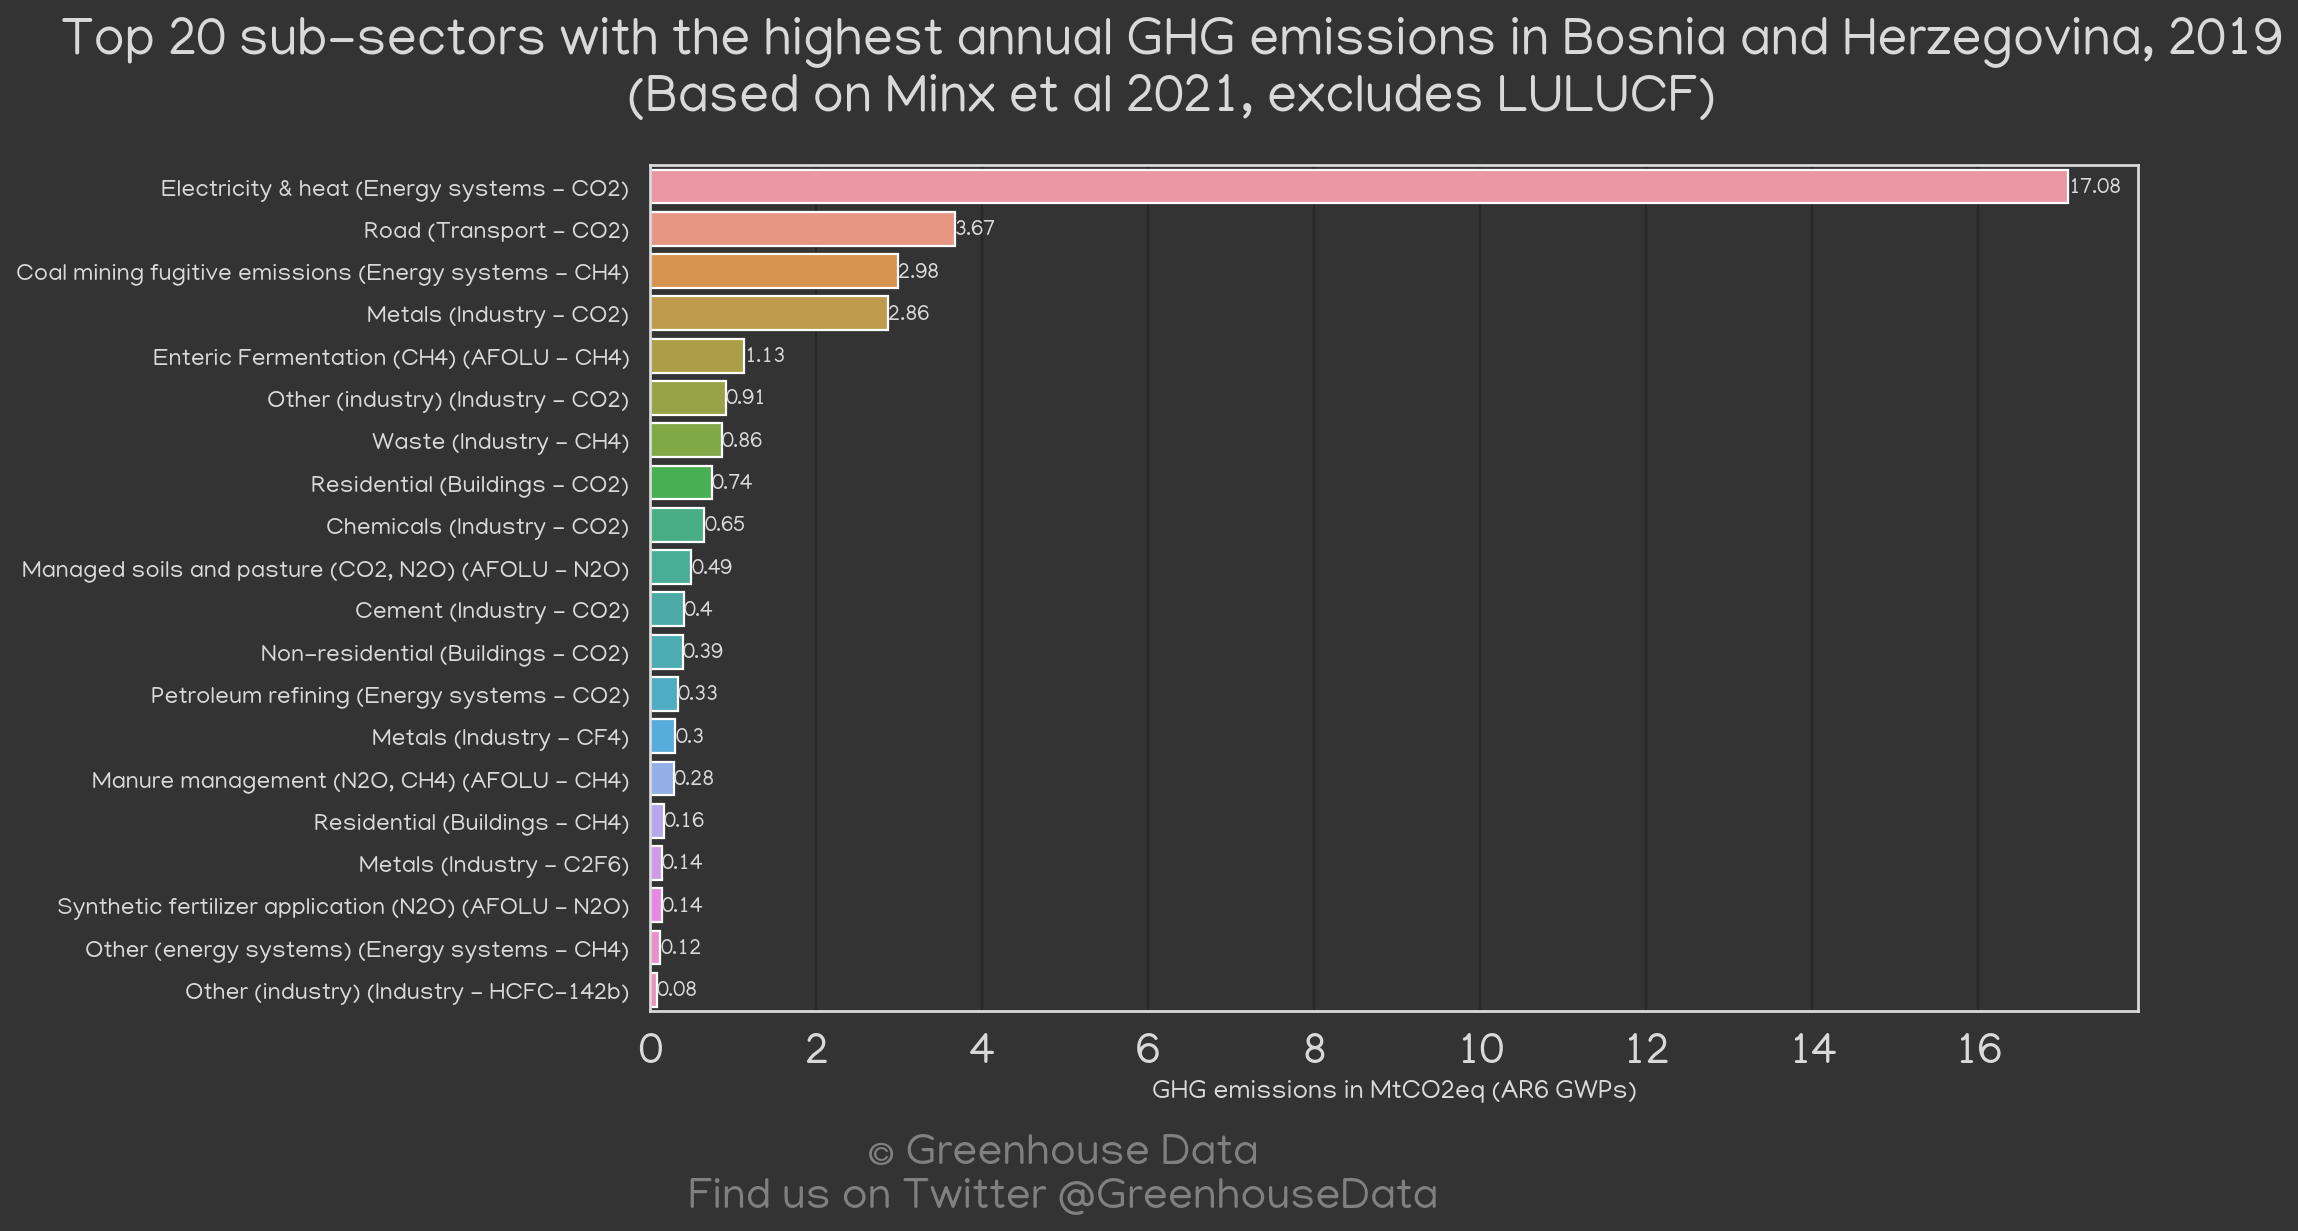 Top 20 sub-sectors with the highest annual GHG emissions in Bosnia and Herzegovina, 2019
(Based on Minx et al 2021, excludes LULUCF)
Electricity & heat (Energy systems - CO2) 17.08
Road (Transport - CO2) 3.67
Coal mining fugitive emissions (Energy systems - CH4) 2.98
Metals (Industry - CO2) 2.86
Enteric Fermentation (CH4) (AFOLU - CH4) 1.13
Other (industry) (Industry - CO2) 0.91
Waste (Industry - CH4) 0.86
Residential (Buildings - CO2) 0.74
Chemicals (Industry - CO2) 0.65
Managed soils and pasture (CO2, N2O) (AFOLU - N2O) 0.49
Cement (Industry - CO2) 0.4
Non-residential (Buildings - CO2) 0.39
Petroleum refining (Energy systems - CO2) 0.33
Metals (Industry - CF4) 0.3
Manure management (N2O, CH4) (AFOLU - CH4) 0.28
Residential (Buildings - CH4) 0.16
Metals (Industry - C2F6) 0.14
Synthetic fertilizer application (N2O) (AFOLU - N2O) 0.14
Other (energy systems) (Energy systems - CH4) 0.12
Other (industry) (Industry - HCFC-142b) 0.08
0 2 4 6 8 10 12 14 16
GHG emissions in MtCO2eq (AR6 GWPs)
© Greenhouse Data
Find us on Twitter @GreenhouseData